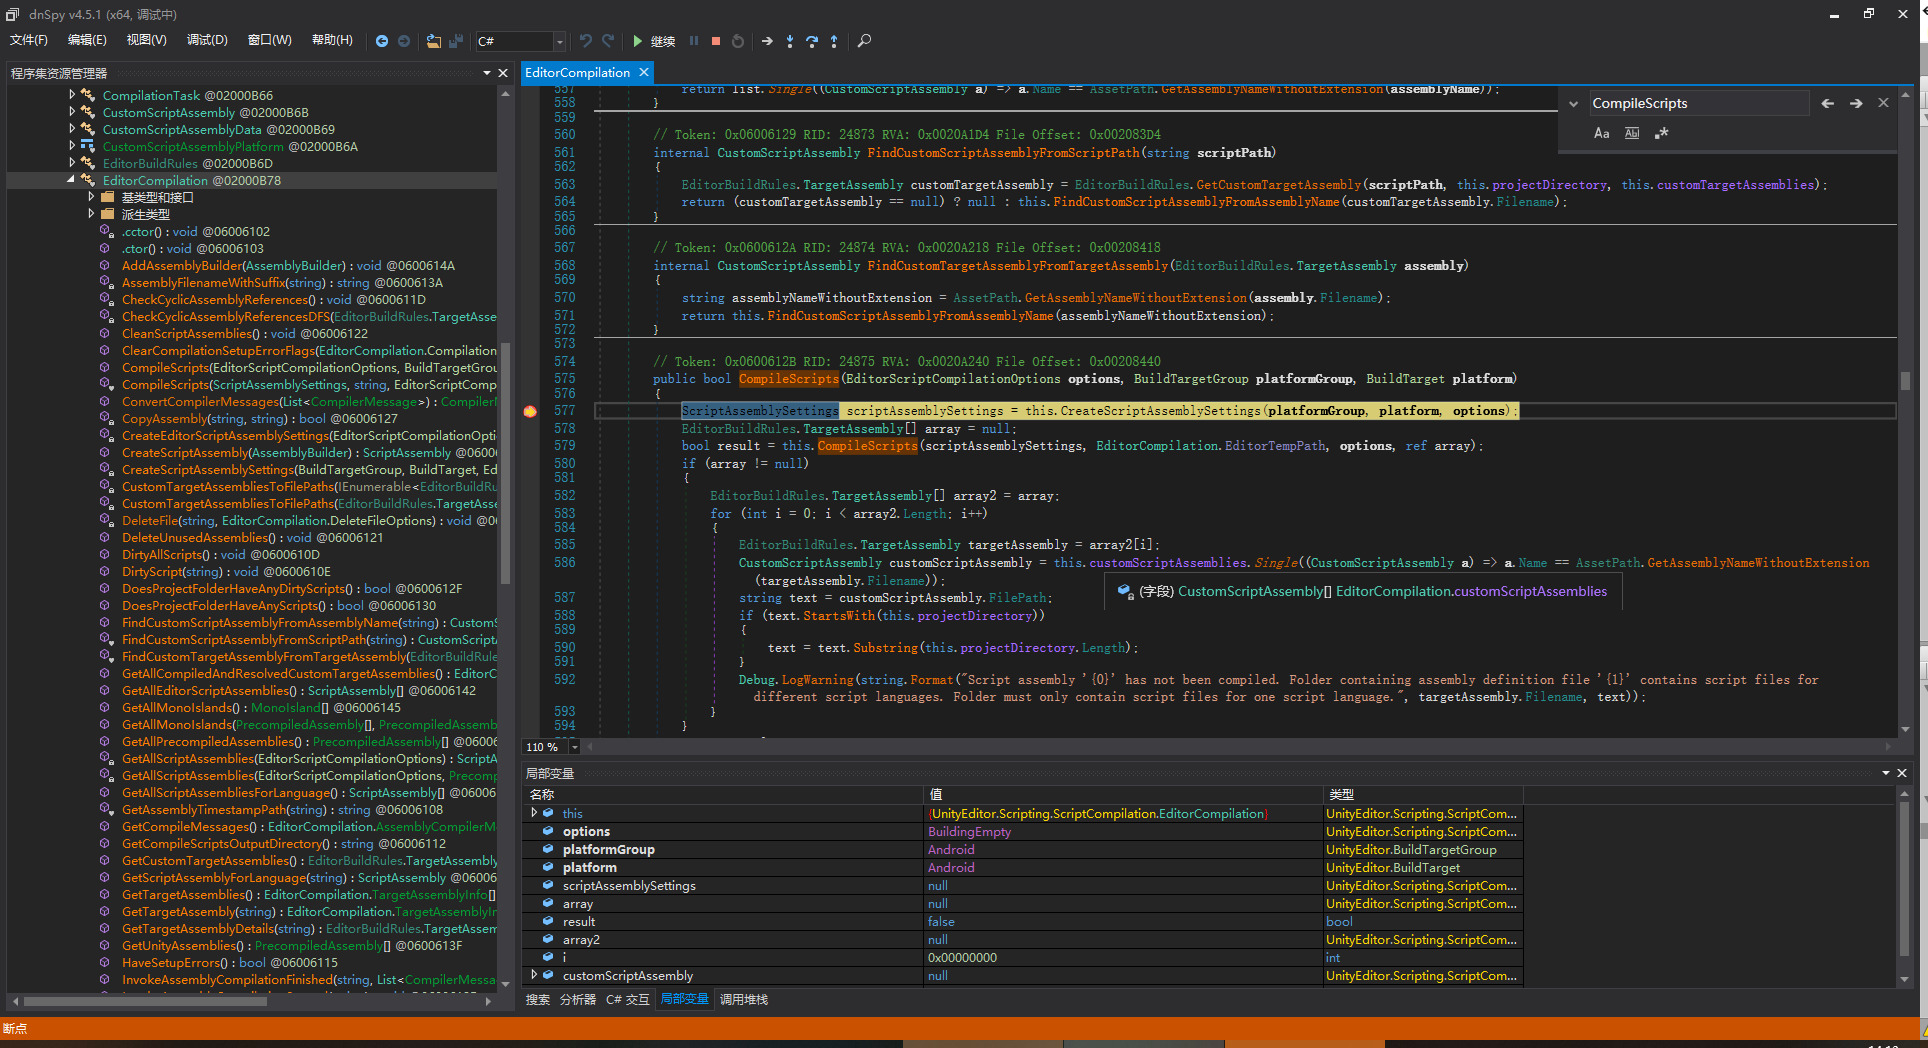 dnSpy v4.5.1 (x64, 调试中)
文件(F) 编辑(E) 视图(V) 调试(D) 窗口(W) 帮助(H) C# 继续
程序集资源管理器
CompilationTask @02000B66
CustomScriptAssembly @02000B6B
CustomScriptAssemblyData @02000B69
CustomScriptAssemblyPlatform @02000B6A
EditorBuildRules @02000B6D
EditorCompilation @02000B78
基类型和接口
派生类型
.cctor() : void @06006102
.ctor() : void @06006103
AddAssemblyBuilder(AssemblyBuilder) : void @0600614A
AssemblyFilenameWithSuffix(string) : string @0600613A
CheckCyclicAssemblyReferences() : void @0600611D
CheckCyclicAssemblyReferencesDFS(EditorBuildRules.TargetAsse
CleanScriptAssemblies() : void @06006122
ClearCompilationSetupErrorFlags(EditorCompilation.Compilation
CompileScripts(EditorScriptCompilationOptions, BuildTargetGrou
CompileScripts(ScriptAssemblySettings, string, EditorScriptComp
ConvertCompilerMessages(List<CompilerMessage>) : CompilerM
CopyAssembly(string, string) : bool @06006127
CreateEditorScriptAssemblySettings(EditorScriptCompilationOpti
CreateScriptAssembly(AssemblyBuilder) : ScriptAssembly @0600
CreateScriptAssemblySettings(BuildTargetGroup, BuildTarget, Ed
CustomTargetAssembliesToFilePaths(IEnumerable<EditorBuildRu
CustomTargetAssembliesToFilePaths(EditorBuildRules.TargetAsse
DeleteFile(string, EditorCompilation.DeleteFileOptions) : void @0
DeleteUnusedAssemblies() : void @06006121
DirtyAllScripts() : void @0600610D
DirtyScript(string) : void @0600610E
DoesProjectFolderHaveAnyDirtyScripts() : bool @0600612F
DoesProjectFolderHaveAnyScripts() : bool @06006130
FindCustomScriptAssemblyFromAssemblyName(string) : CustomS
FindCustomScriptAssemblyFromScriptPath(string) : CustomScript
FindCustomTargetAssemblyFromTargetAssembly(EditorBuildRule
GetAllCompiledAndResolvedCustomTargetAssemblies() : EditorC
GetAllEditorScriptAssemblies() : ScriptAssembly[] @06006142
GetAllMonoIslands() : MonoIsland[] @06006145
GetAllMonoIslands(PrecompiledAssembly[], PrecompiledAssemb
GetAllPrecompiledAssemblies() : PrecompiledAssembly[] @0600
GetAllScriptAssemblies(EditorScriptCompilationOptions) : ScriptA
GetAllScriptAssemblies(EditorScriptCompilationOptions, Precom
GetAllScriptAssembliesForLanguage() : ScriptAssembly[] @06006
GetAssemblyTimestampPath(string) : string @06006108
GetCompileMessages() : EditorCompilation.AssemblyCompilerM
GetCompileScriptsOutputDirectory() : string @06006112
GetCustomTargetAssemblies() : EditorBuildRules.TargetAssembly
GetScriptAssemblyForLanguage(string) : ScriptAssembly @06006
GetTargetAssemblies() : EditorCompilation.TargetAssemblyInfo[]
GetTargetAssembly(string) : EditorCompilation.TargetAssemblyIn
GetTargetAssemblyDetails(string) : EditorBuildRules.TargetAssem
GetUnityAssemblies() : PrecompiledAssembly[] @0600613F
HaveSetupErrors() : bool @06006115
InvokeAssemblyCompilationFinished(string, List<CompilerMessa
EditorCompilation
CompileScripts
Aa Ab
557 return list.Single((CustomScriptAssembly a) => a.Name == AssetPath.GetAssemblyNameWithoutExtension(assemblyName));
558 }
559
560 // Token: 0x06006129 RID: 24873 RVA: 0x0020A1D4 File Offset: 0x002083D4
561 internal CustomScriptAssembly FindCustomScriptAssemblyFromScriptPath(string scriptPath)
562 {
563 EditorBuildRules.TargetAssembly customTargetAssembly = EditorBuildRules.GetCustomTargetAssembly(scriptPath, this.projectDirectory, this.customTargetAssemblies);
564 return (customTargetAssembly == null) ? null : this.FindCustomScriptAssemblyFromAssemblyName(customTargetAssembly.Filename);
565 }
566
567 // Token: 0x0600612A RID: 24874 RVA: 0x0020A218 File Offset: 0x00208418
568 internal CustomScriptAssembly FindCustomTargetAssemblyFromTargetAssembly(EditorBuildRules.TargetAssembly assembly)
569 {
570 string assemblyNameWithoutExtension = AssetPath.GetAssemblyNameWithoutExtension(assembly.Filename);
571 return this.FindCustomScriptAssemblyFromAssemblyName(assemblyNameWithoutExtension);
572 }
573
574 // Token: 0x0600612B RID: 24875 RVA: 0x0020A240 File Offset: 0x00208440
575 public bool CompileScripts(EditorScriptCompilationOptions options, BuildTargetGroup platformGroup, BuildTarget platform)
576 {
577 ScriptAssemblySettings scriptAssemblySettings = this.CreateScriptAssemblySettings(platformGroup, platform, options);
578 EditorBuildRules.TargetAssembly[] array = null;
579 bool result = this.CompileScripts(scriptAssemblySettings, EditorCompilation.EditorTempPath, options, ref array);
580 if (array != null)
581 {
582 EditorBuildRules.TargetAssembly[] array2 = array;
583 for (int i = 0; i < array2.Length; i++)
584 {
585 EditorBuildRules.TargetAssembly targetAssembly = array2[i];
586 CustomScriptAssembly customScriptAssembly = this.customScriptAssemblies.Single((CustomScriptAssembly a) => a.Name == AssetPath.GetAssemblyNameWithoutExtension
(targetAssembly.Filename));
(字段) CustomScriptAssembly[] EditorCompilation.customScriptAssemblies
587 string text = customScriptAssembly.FilePath;
588 if (text.StartsWith(this.projectDirectory))
589 {
590 text = text.Substring(this.projectDirectory.Length);
591 }
592 Debug.LogWarning(string.Format("Script assembly '{0}' has not been compiled. Folder containing assembly definition file '{1}' contains script files for
different script languages. Folder must only contain script files for one script language.", targetAssembly.Filename, text));
593 }
594 }
110 %
局部变量
名称 值 类型
this {UnityEditor.Scripting.ScriptCompilation.EditorCompilation} UnityEditor.Scripting.ScriptCom...
options BuildingEmpty UnityEditor.Scripting.ScriptCom...
platformGroup Android UnityEditor.BuildTargetGroup
platform Android UnityEditor.BuildTarget
scriptAssemblySettings null UnityEditor.Scripting.ScriptCom...
array null UnityEditor.Scripting.ScriptCom...
result false bool
array2 null UnityEditor.Scripting.ScriptCom...
i 0x00000000 int
customScriptAssembly null UnityEditor.Scripting.ScriptCom...
搜索 分析器 C# 交互 局部变量 调用堆栈
断点